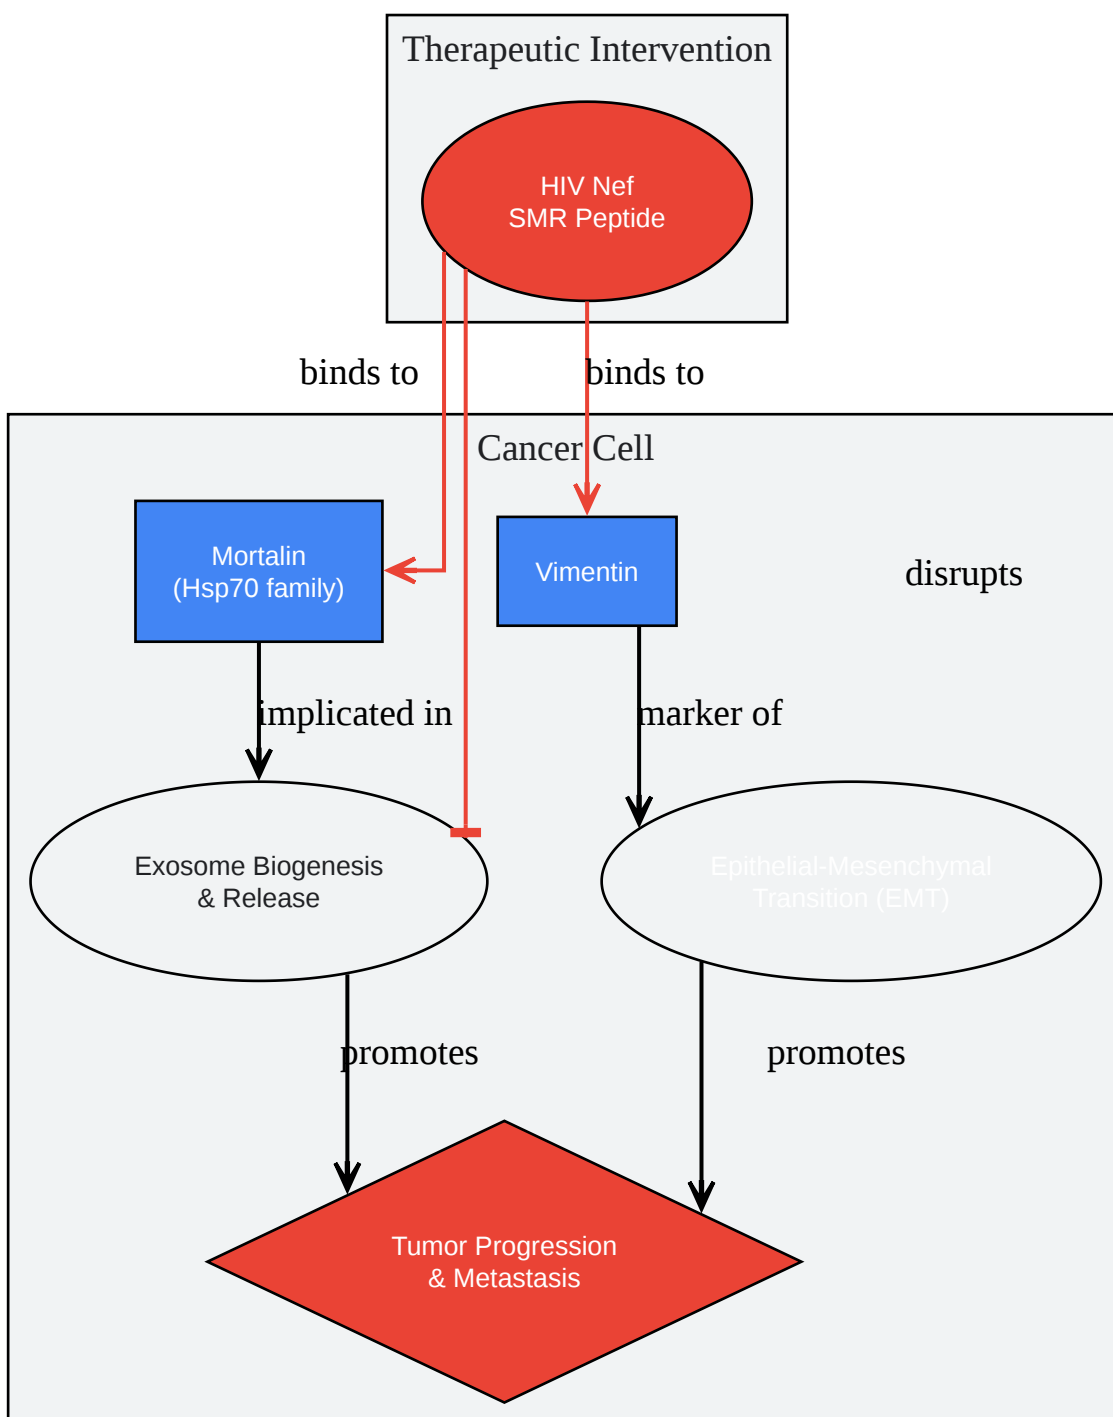 Therapeutic Intervention
HIV Nef
SMR Peptide
binds to
binds to
Cancer Cell
Mortalin
(Hsp70 family)
Vimentin
disrupts
implicated in
marker of
Exosome Biogenesis
& Release
Epithelial-Mesenchymal
Transition (EMT)
promotes
promotes
Tumor Progression
& Metastasis